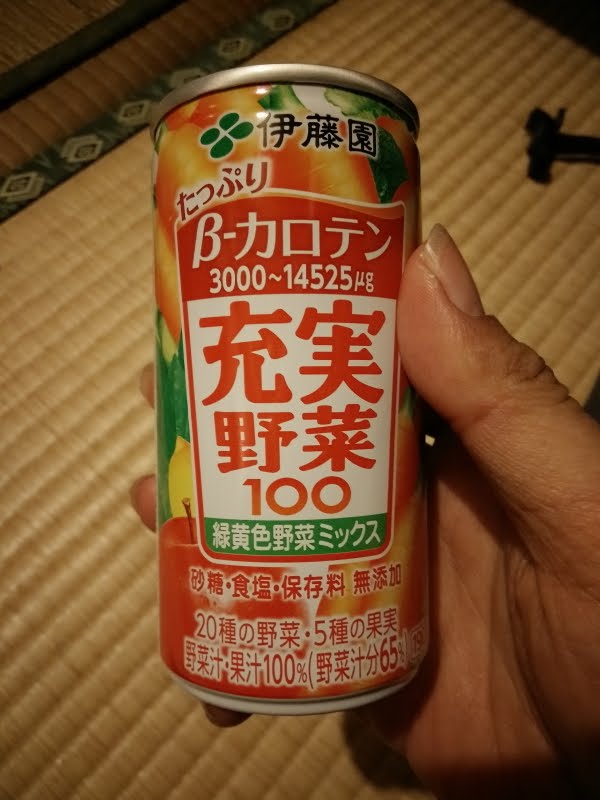 伊藤園
たっぷり
β-カロテン
3000~14525μg
充実
野菜
100
緑黄色野菜ミックス
砂糖・食塩・保存料 無添加
20種の野菜・5種の果実
野菜汁・果汁100%(野菜汁分65%)